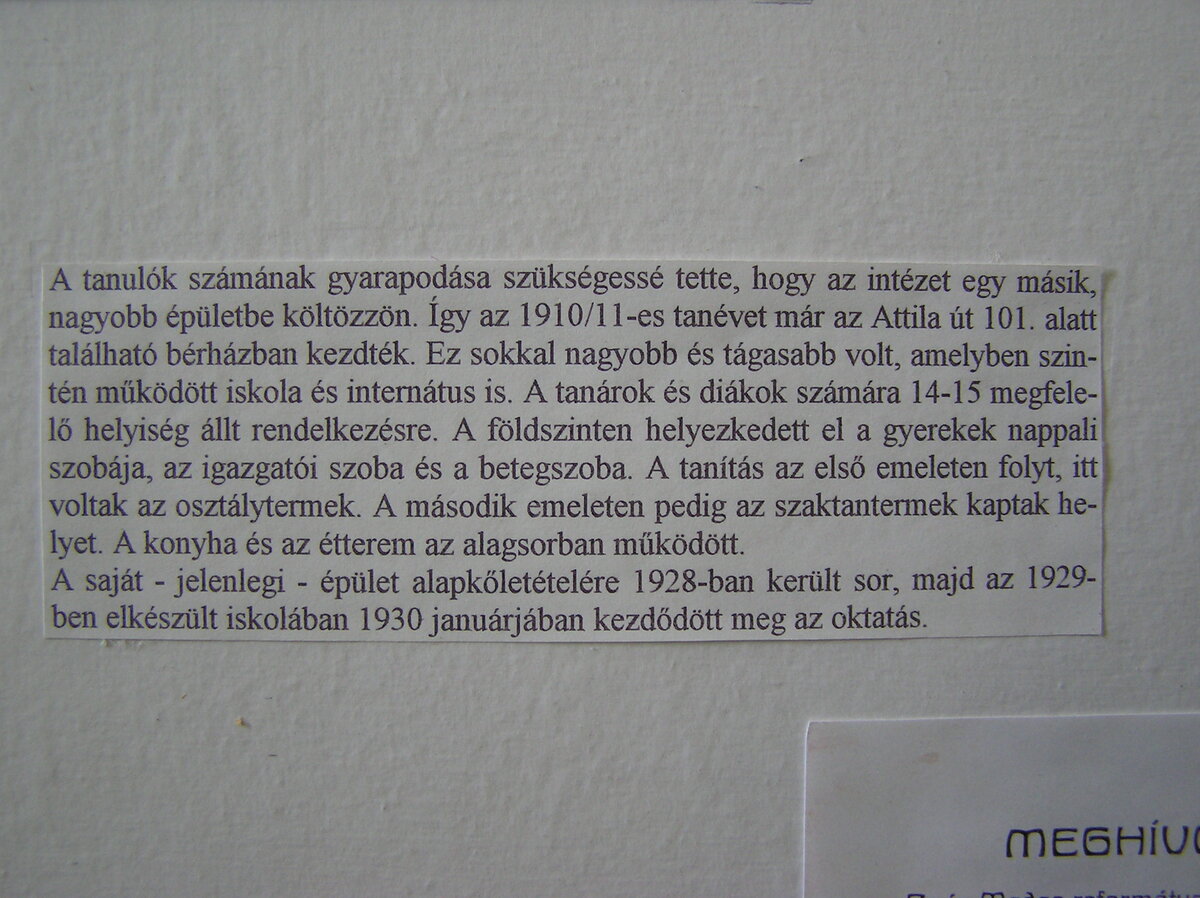 A tanulók számának gyarapodása szükségessé tette, hogy az intézet egy másik,
nagyobb épületbe költözzön. Így az 1910/11-es tanévet már az Attila út 101. alatt
található bérházban kezdték. Ez sokkal nagyobb és tágasabb volt, amelyben szin-
tén működött iskola és internátus is. A tanárok és diákok számára 14-15 megfele-
lő helyiség állt rendelkezésre. A földszinten helyezkedett el a gyerekek nappali
szobája, az igazgatói szoba és a betegszoba. A tanítás az első emeleten folyt, itt
voltak az osztálytermek. A második emeleten pedig az szaktantermek kaptak he-
lyet. A konyha és az étterem az alagsorban működött.
A saját - jelenlegi - épület alapkőletételére 1928-ban került sor, majd az 1929-
ben elkészült iskolában 1930 januárjában kezdődött meg az oktatás.
MEGHÍV